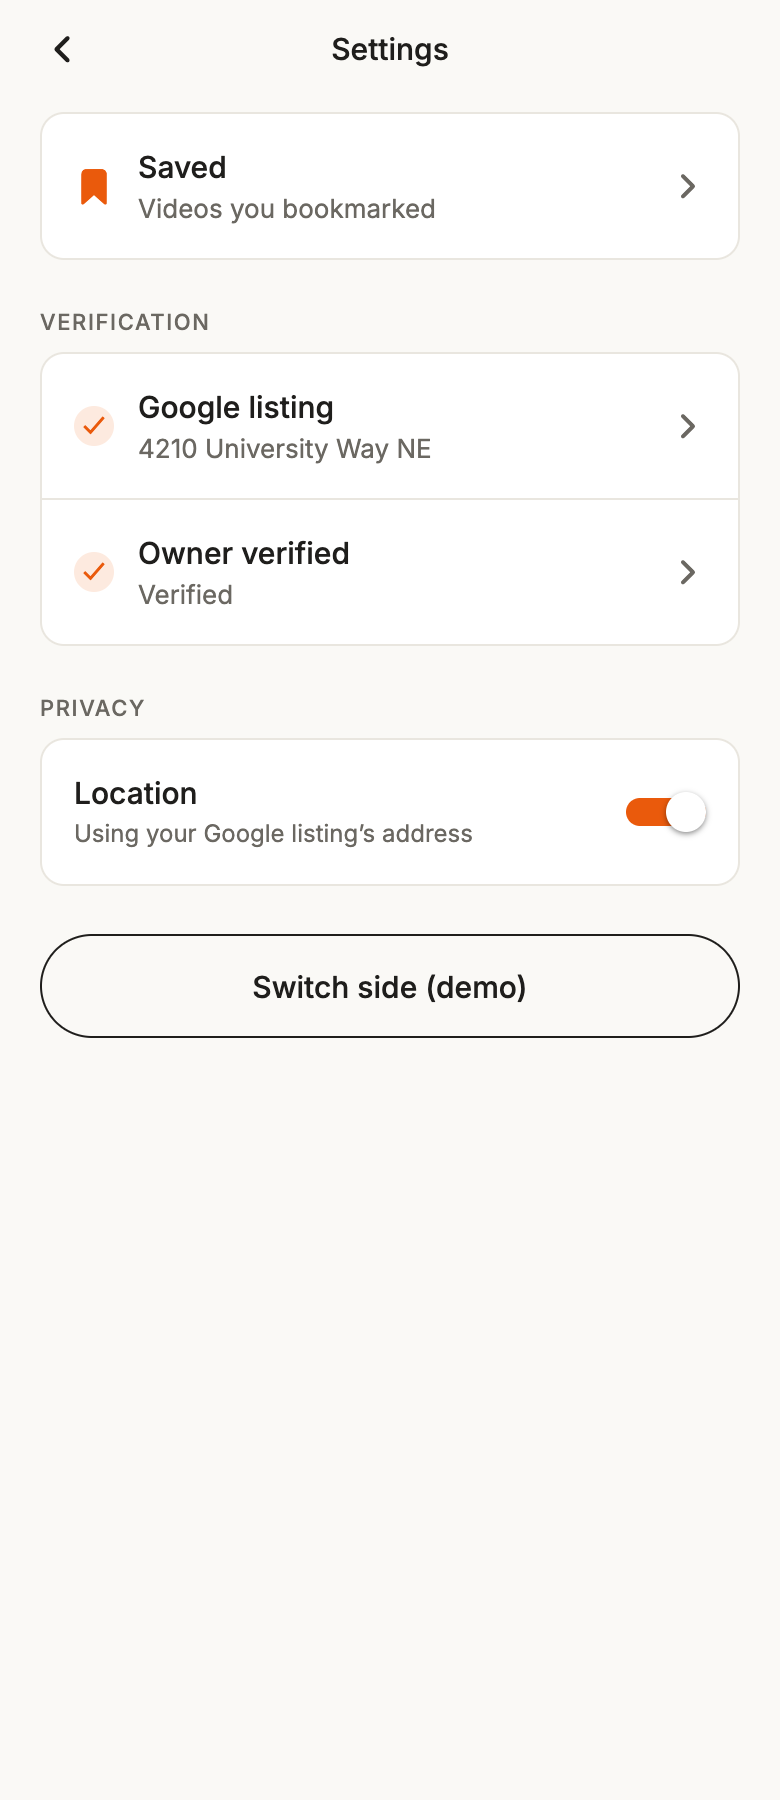 Settings
Saved
Videos you bookmarked
VERIFICATION
Google listing
4210 University Way NE
Owner verified
Verified
PRIVACY
Location
Using your Google listing’s address
Switch side (demo)